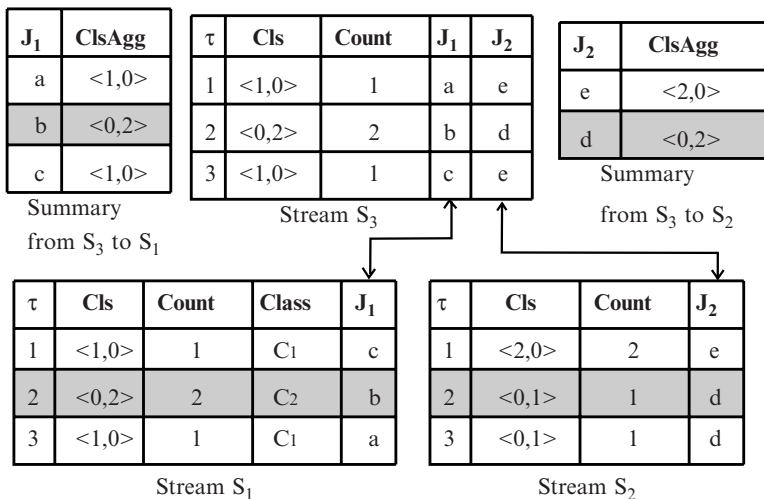 J1 ClsAgg
a <1,0>
b <0,2>
c <1,0>
Summary
from S3 to S1
τ Cls Count J1 J2
1 <1,0> 1 a e
2 <0,2> 2 b d
3 <1,0> 1 c e
Stream S3
J2 ClsAgg
e <2,0>
d <0,2>
Summary
from S3 to S2
τ Cls Count Class J1
1 <1,0> 1 C1 c
2 <0,2> 2 C2 b
3 <1,0> 1 C1 a
Stream S1
τ Cls Count J2
1 <2,0> 2 e
2 <0,1> 1 d
3 <0,1> 1 d
Stream S2